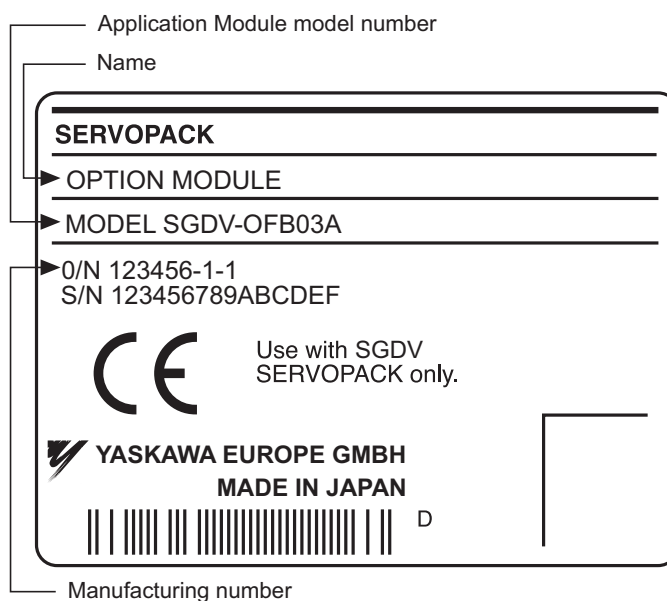 Application Module model number
Name
SERVOPACK
OPTION MODULE
MODEL SGDV-OFB03A
0/N 123456-1-1
S/N 123456789ABCDEF
CE
Use with SGDV
SERVOPACK only.
YASKAWA EUROPE GMBH
MADE IN JAPAN
D
Manufacturing number